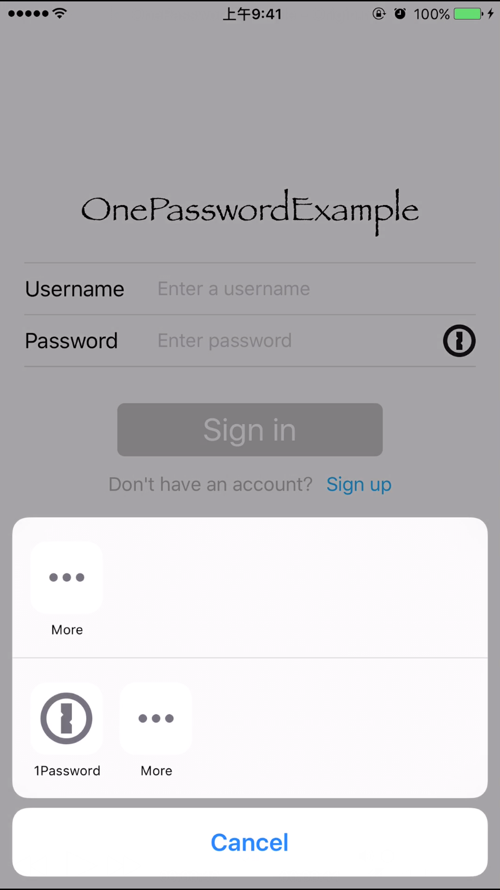 上午9:41
100%
OnePasswordExample
Username Enter a username
Password Enter password
Sign in
Don't have an account? Sign up
More
1Password More
Cancel